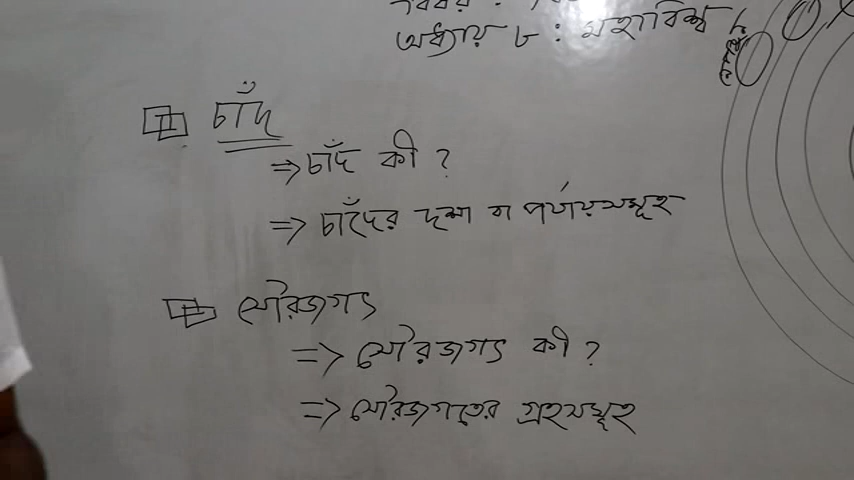 অধ্যায় ৮ : মহাবিশ্ব
চাঁদ
⇒ চাঁদ কী ?
⇒ চাঁদের দশা বা পর্যায়সমূহ
সৌরজগৎ
⇒ সৌরজগৎ কী ?
⇒ সৌরজগতের গ্রহসমূহ